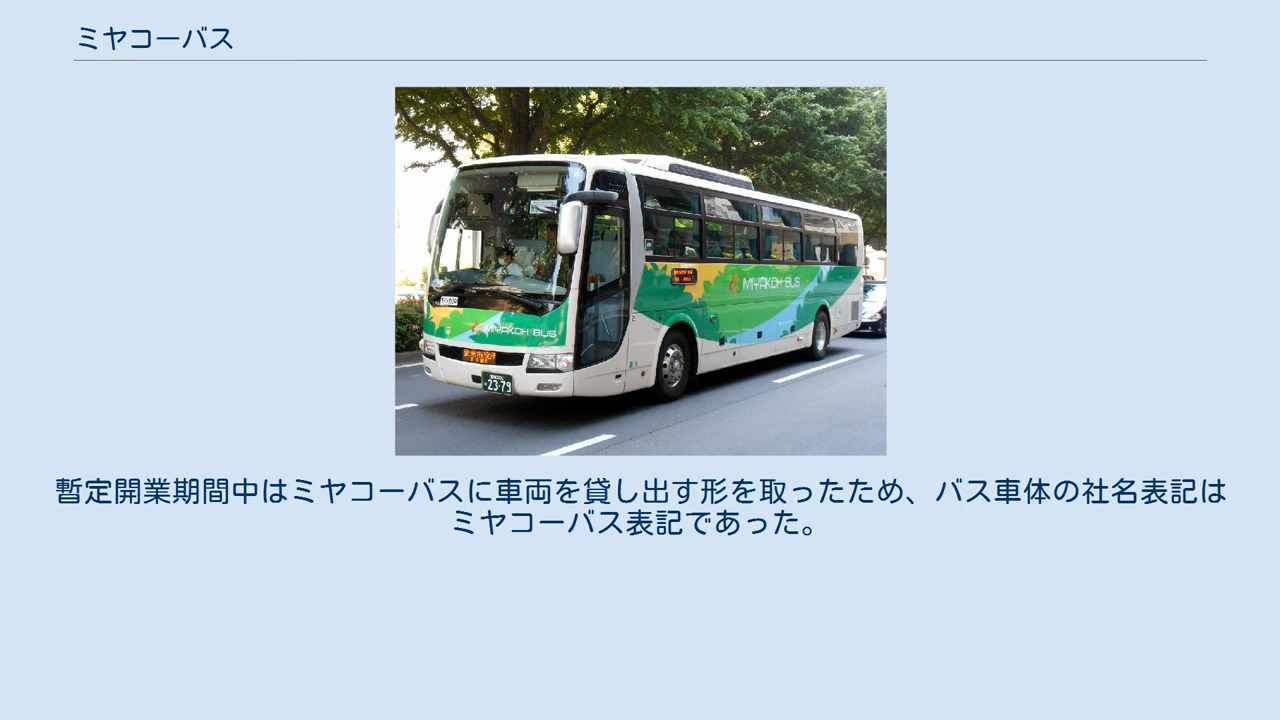 ミヤコーバス
MIYAKOH BUS
MIYAKOH BUS
23-79
暫定開業期間中はミヤコーバスに車両を貸し出す形を取ったため、バス車体の社名表記は
ミヤコーバス表記であった。